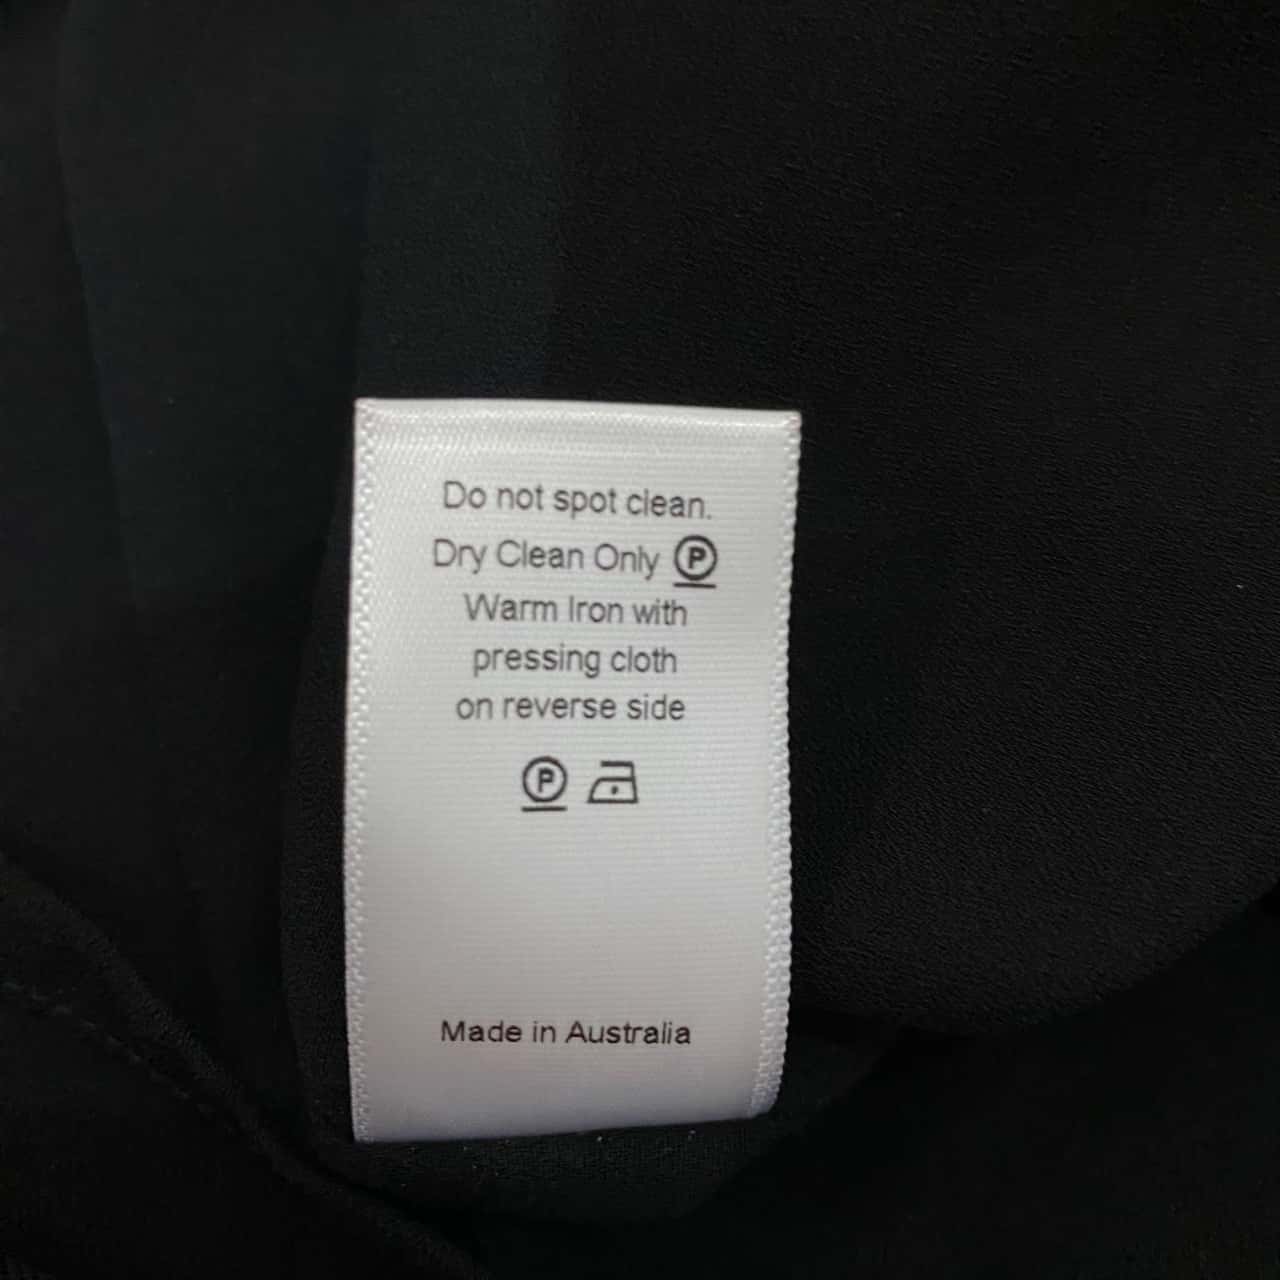 Do not spot clean.
Dry Clean Only Ⓟ
Warm Iron with
pressing cloth
on reverse side
Ⓟ
Made in Australia